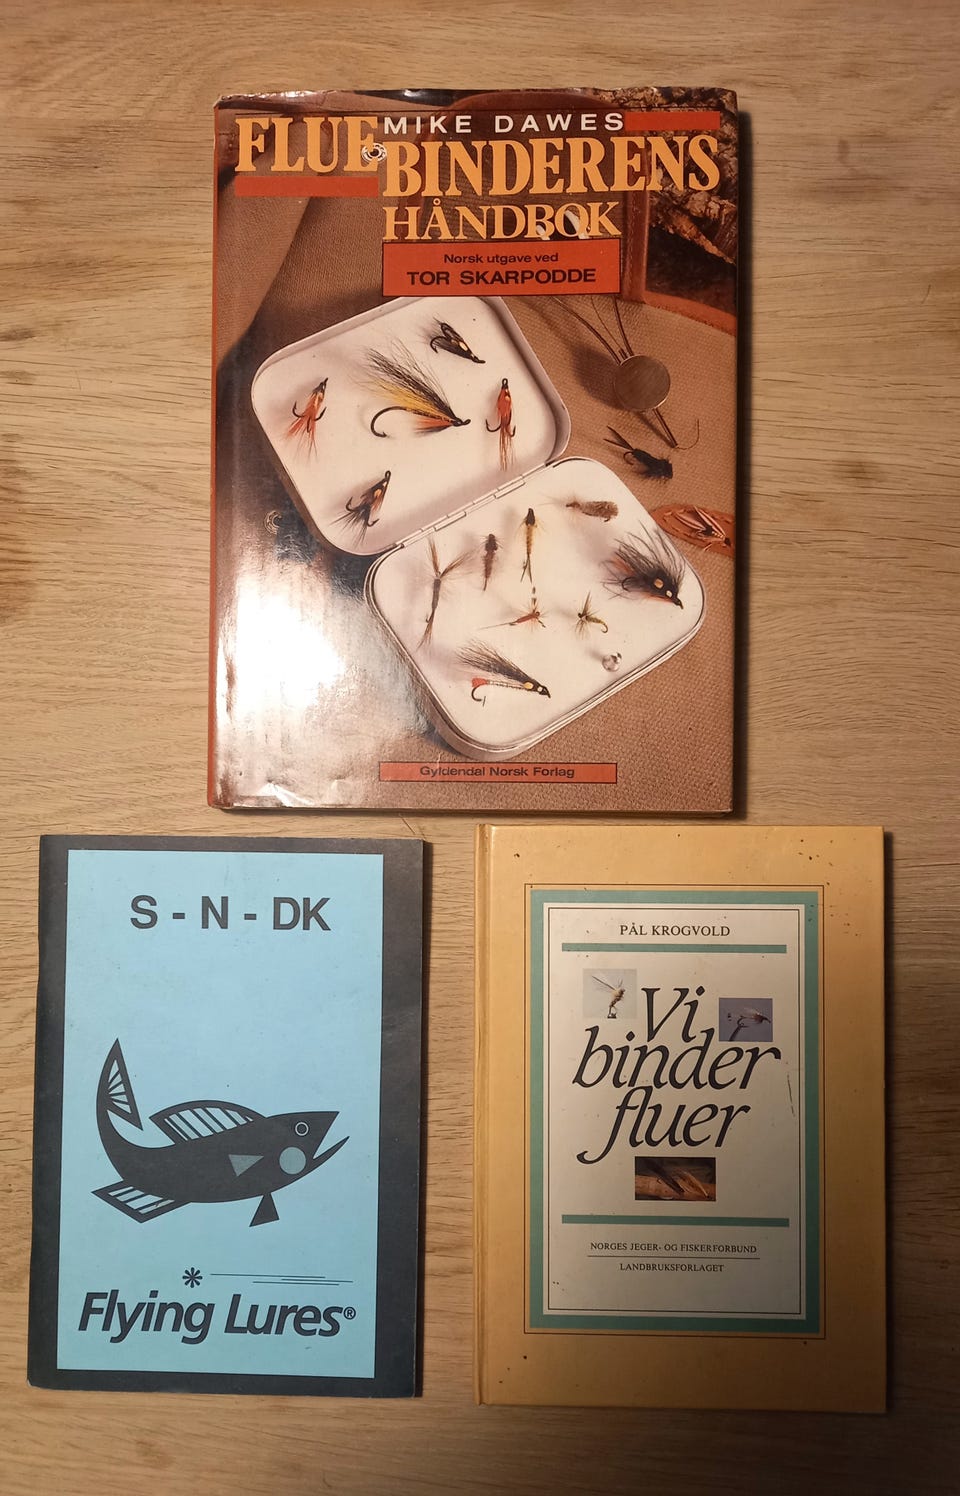 MIKE DAWES
FLUE-
BINDERENS
HÅNDBOK
Norsk utgave ved
TOR SKARPODDE
Gyldendal Norsk Forlag
S - N - DK
Flying Lures®
PÅL KROGVOLD
Vi
binder
fluer
NORGES JEGER- OG FISKERFORBUND
LANDBRUKSFORLAGET